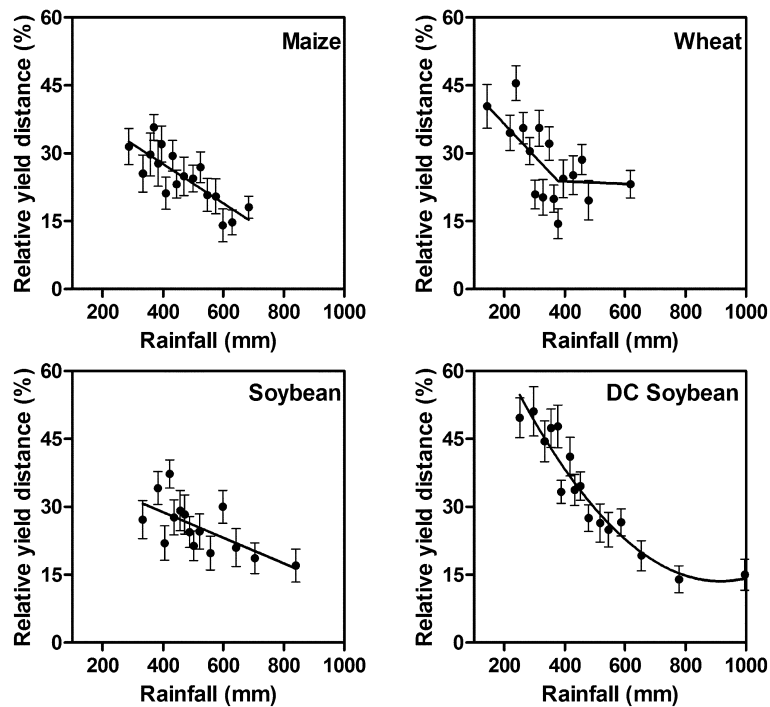 Maize
Relative yield distance (%)
60
45
30
15
0
200 400 600 800 1000
Rainfall (mm)
Wheat
Relative yield distance (%)
60
45
30
15
0
200 400 600 800 1000
Rainfall (mm)
Soybean
Relative yield distance (%)
60
45
30
15
0
200 400 600 800 1000
Rainfall (mm)
DC Soybean
Relative yield distance (%)
60
45
30
15
0
200 400 600 800 1000
Rainfall (mm)